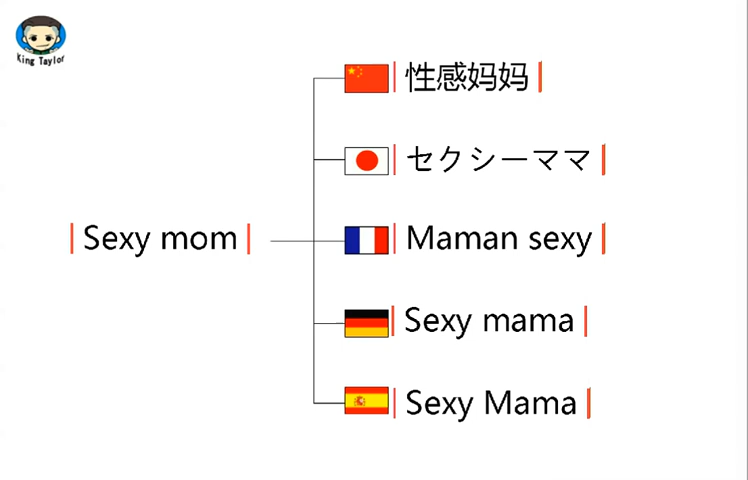 King Taylor
性感妈妈
セクシーママ
Sexy mom
Maman sexy
Sexy mama
Sexy Mama